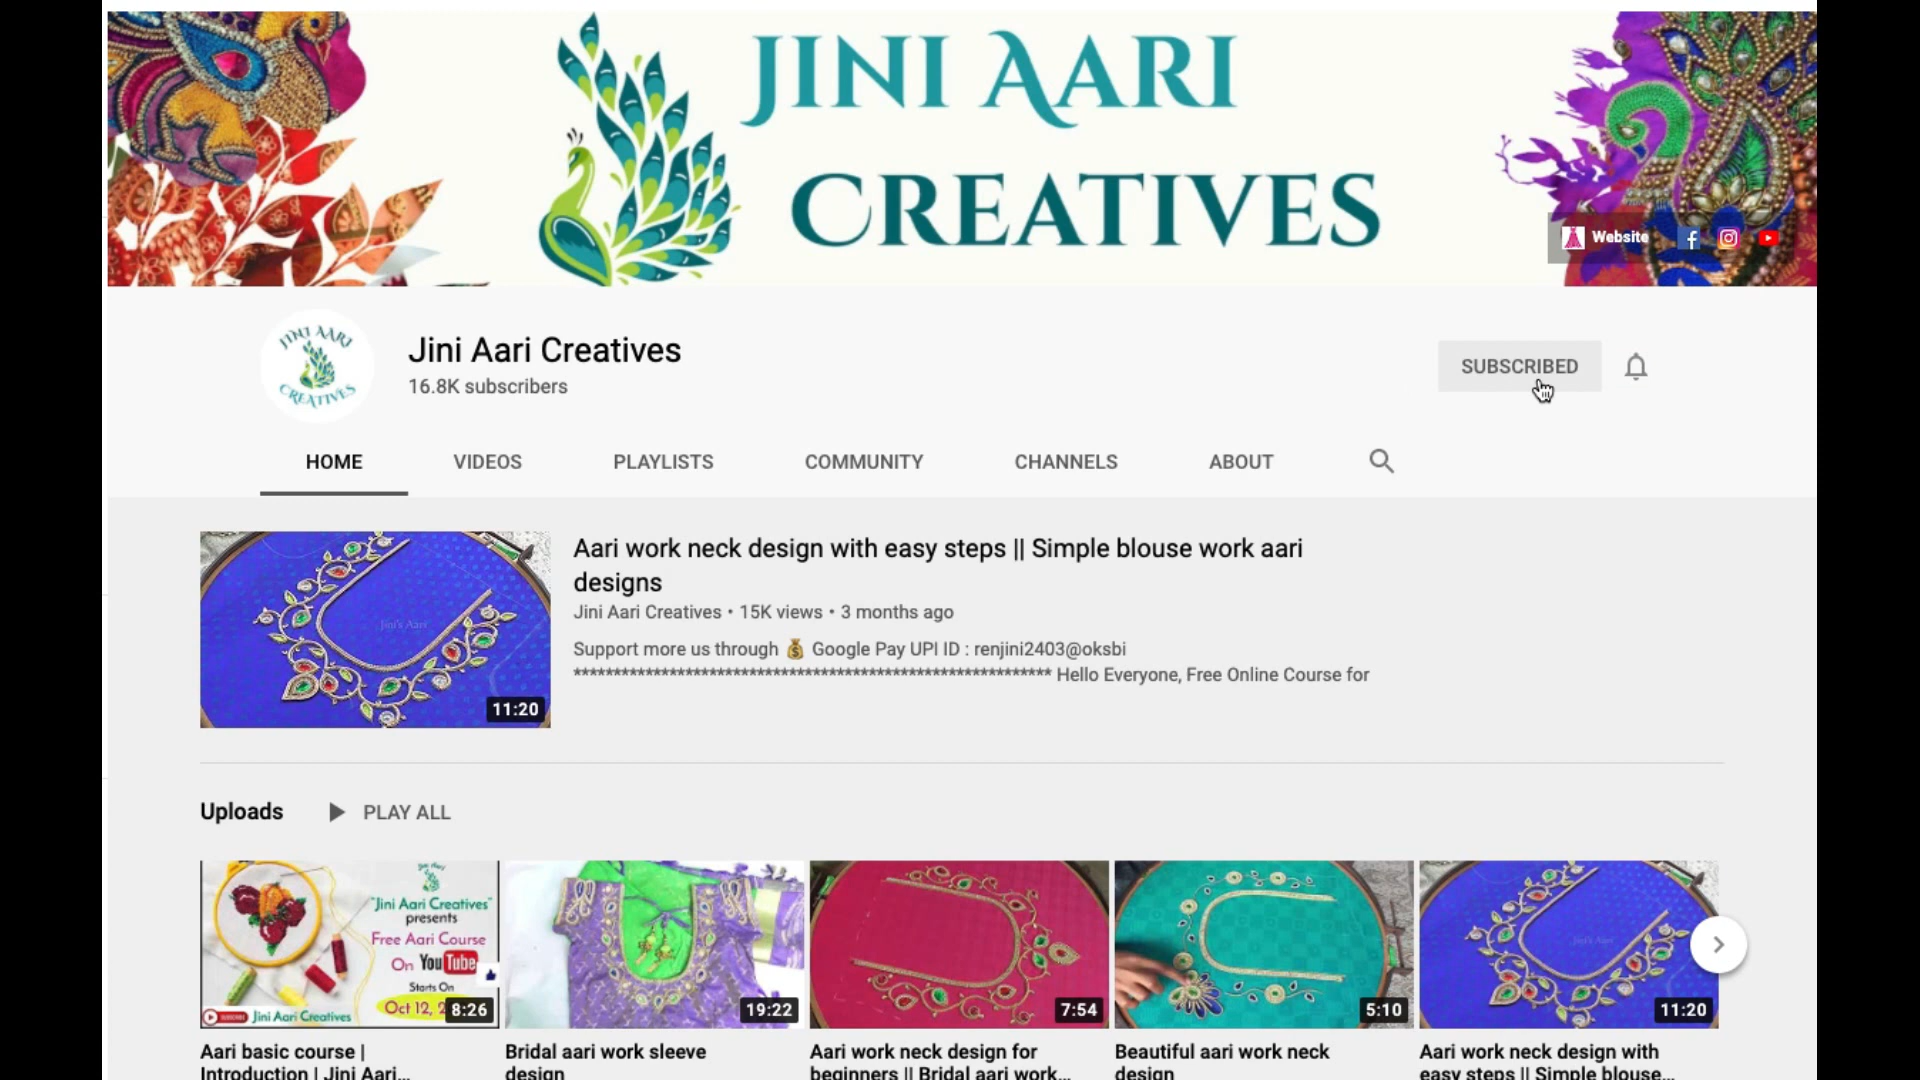 JINI AARI
CREATIVES
Website
JINI AARI
CREATIVES
Jini Aari Creatives
16.8K subscribers
SUBSCRIBED
HOME
VIDEOS
PLAYLISTS
COMMUNITY
CHANNELS
ABOUT
Aari work neck design with easy steps || Simple blouse work aari
designs
Jini Aari Creatives • 15K views • 3 months ago
Support more us through 💰 Google Pay UPI ID : renjini2403@oksbi
************************************************************ Hello Everyone, Free Online Course for
Jini's Aari
11:20
Uploads
PLAY ALL
"Jini Aari Creatives"
presents
Free Aari Course
On YouTube
Starts On
Oct 12, 2
Jini Aari Creatives
8:26
19:22
7:54
5:10
11:20
Aari basic course |
Introduction | Jini Aari...
Bridal aari work sleeve
design
Aari work neck design for
beginners || Bridal aari work...
Beautiful aari work neck
design
Aari work neck design with
easy steps || Simple blouse...